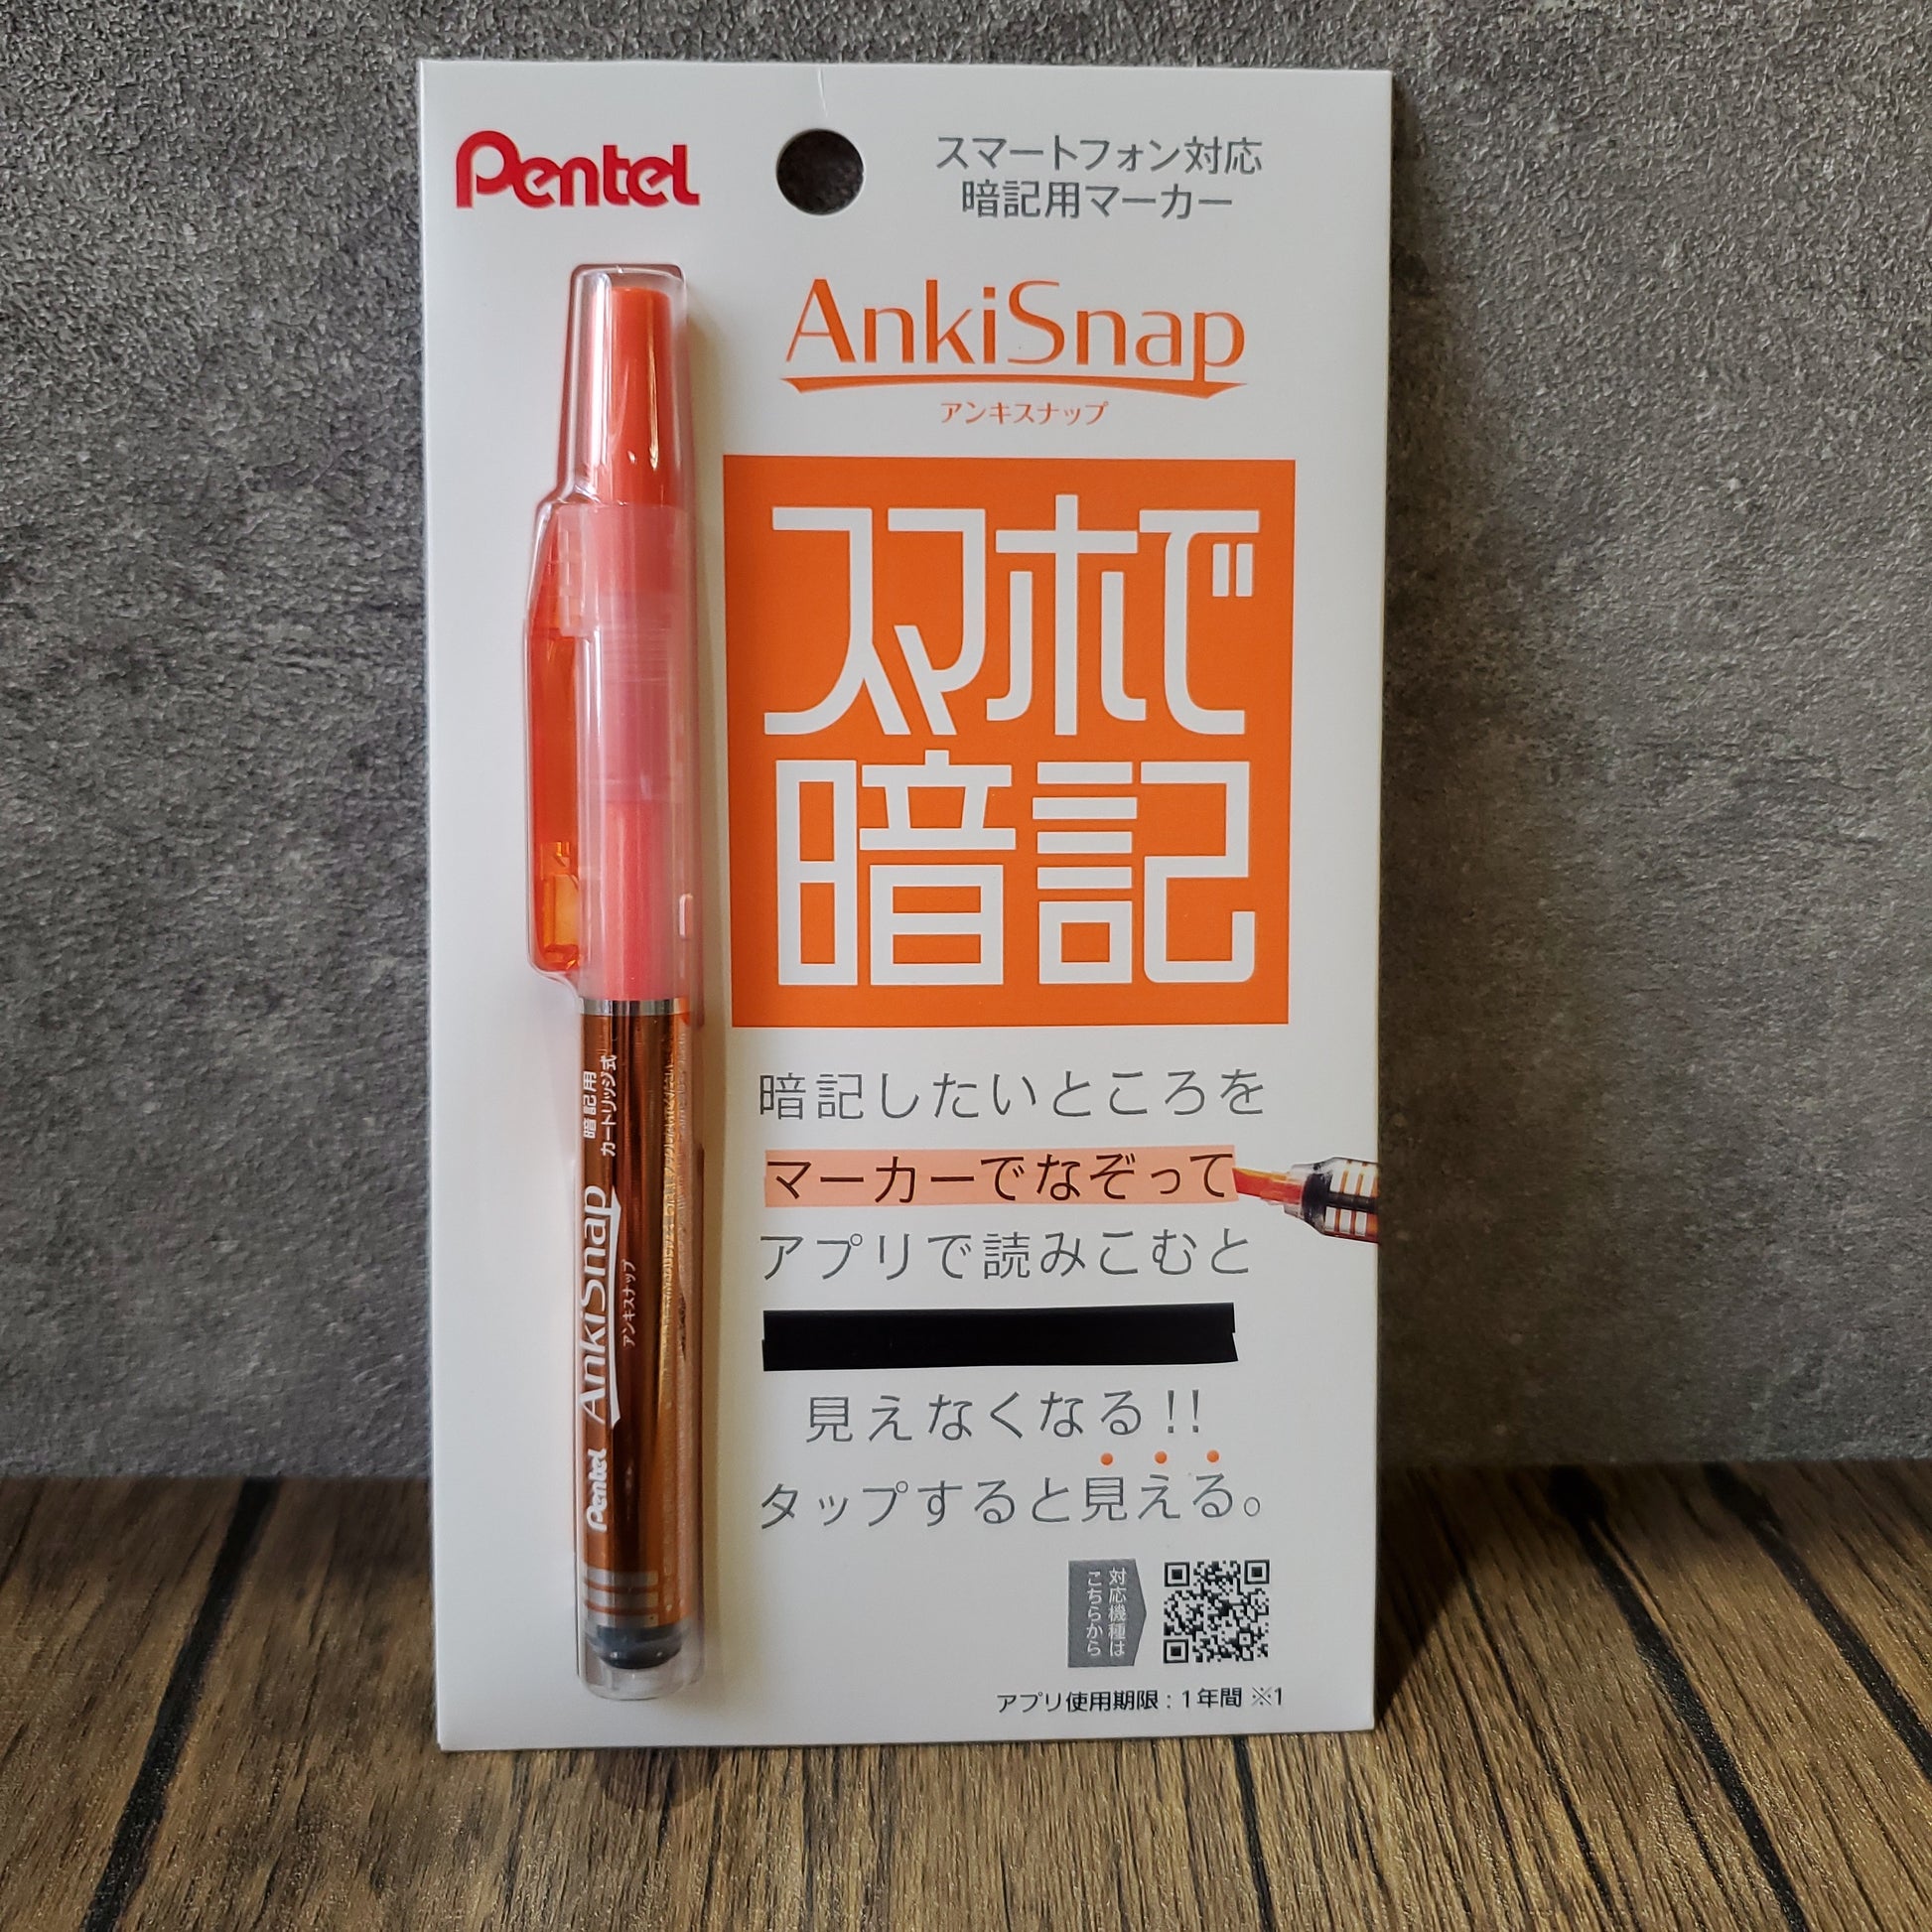 Pentel
スマートフォン対応
暗記用マーカー
AnkiSnap
アンキスナップ
スマホで
暗記
暗記したいところを
マーカーでなぞって
アプリで読みこむと
見えなくなる!!
タップすると見える。
対応機種は
こちらから
アプリ使用期限：1年間 ※1
Pentel AnkiSnap 暗記用
アンキスナップ カートリッジ式